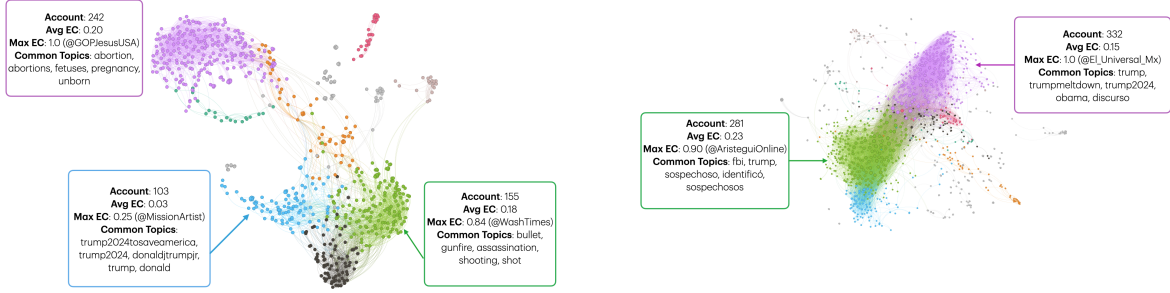 Account: 242
Avg EC: 0.20
Max EC: 1.0 (@GOPJesusUSA)
Common Topics: abortion,
abortions, fetuses, pregnancy,
unborn
Account: 103
Avg EC: 0.03
Max EC: 0.25 (@MissionArtist)
Common Topics:
trump2024tosaveamerica,
trump2024, donaldjtrumpjr,
trump, donald
Account: 155
Avg EC: 0.18
Max EC: 0.84 (@WashTimes)
Common Topics: bullet,
gunfire, assassination,
shooting, shot
Account: 281
Avg EC: 0.23
Max EC: 0.90 (@AristeguiOnline)
Common Topics: fbi, trump,
sospechoso, identificó,
sospechosos
Account: 332
Avg EC: 0.15
Max EC: 1.0 (@El_Universal_Mx)
Common Topics: trump,
trumpmeltdown, trump2024,
obama, discurso